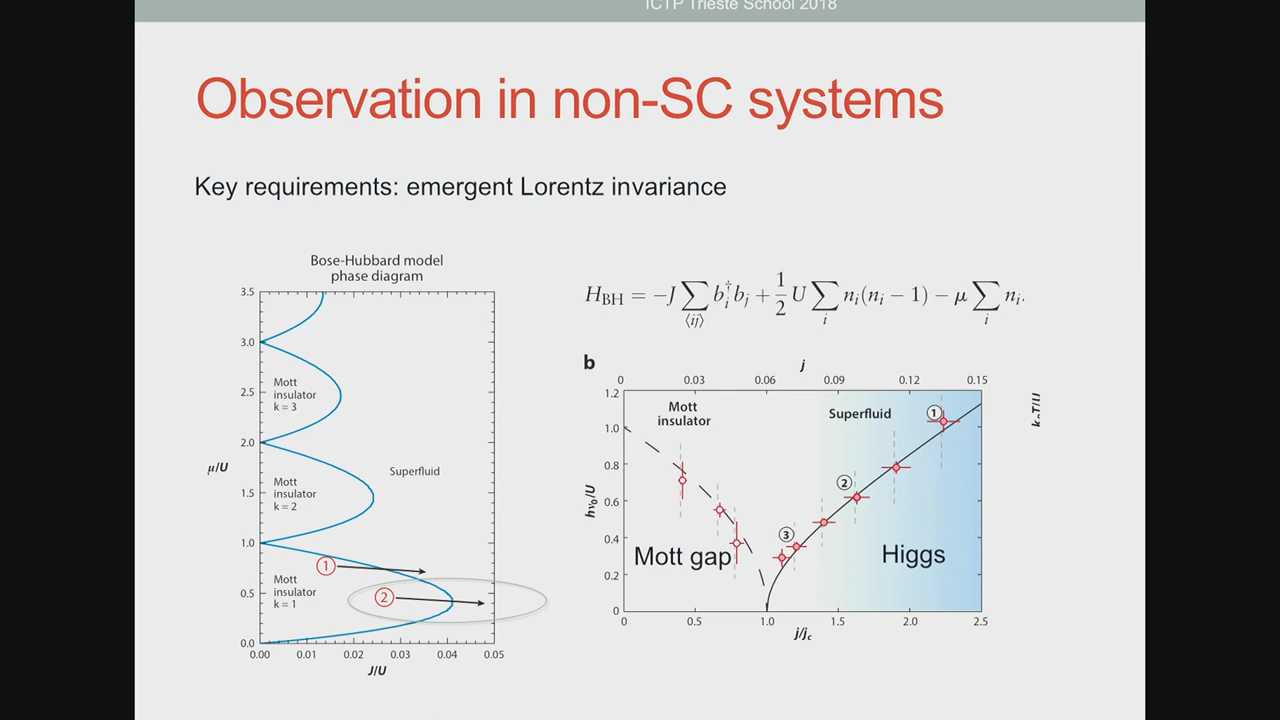 ICTP Trieste School 2018
Observation in non-SC systems
Key requirements: emergent Lorentz invariance
Bose-Hubbard model
phase diagram
3.5
3.0
2.5
2.0
1.5
1.0
0.5
0.0
μ/U
Mott
insulator
k = 3
Mott
insulator
k = 2
Superfluid
Mott
insulator
k = 1
1
2
0.00 0.01 0.02 0.03 0.04 0.05
J/U
H_BH = −J ∑_⟨ij⟩ b_i^† b_j + 1/2 U ∑_i n_i(n_i − 1) − μ ∑_i n_i.
b
j
0 0.03 0.06 0.09 0.12 0.15
1.2
1.0
0.8
0.6
0.4
0.2
0
hν₀/U
Mott
insulator
Superfluid
1
2
3
Mott gap
Higgs
0 0.5 1.0 1.5 2.0 2.5
j/j_c
k_BT/U